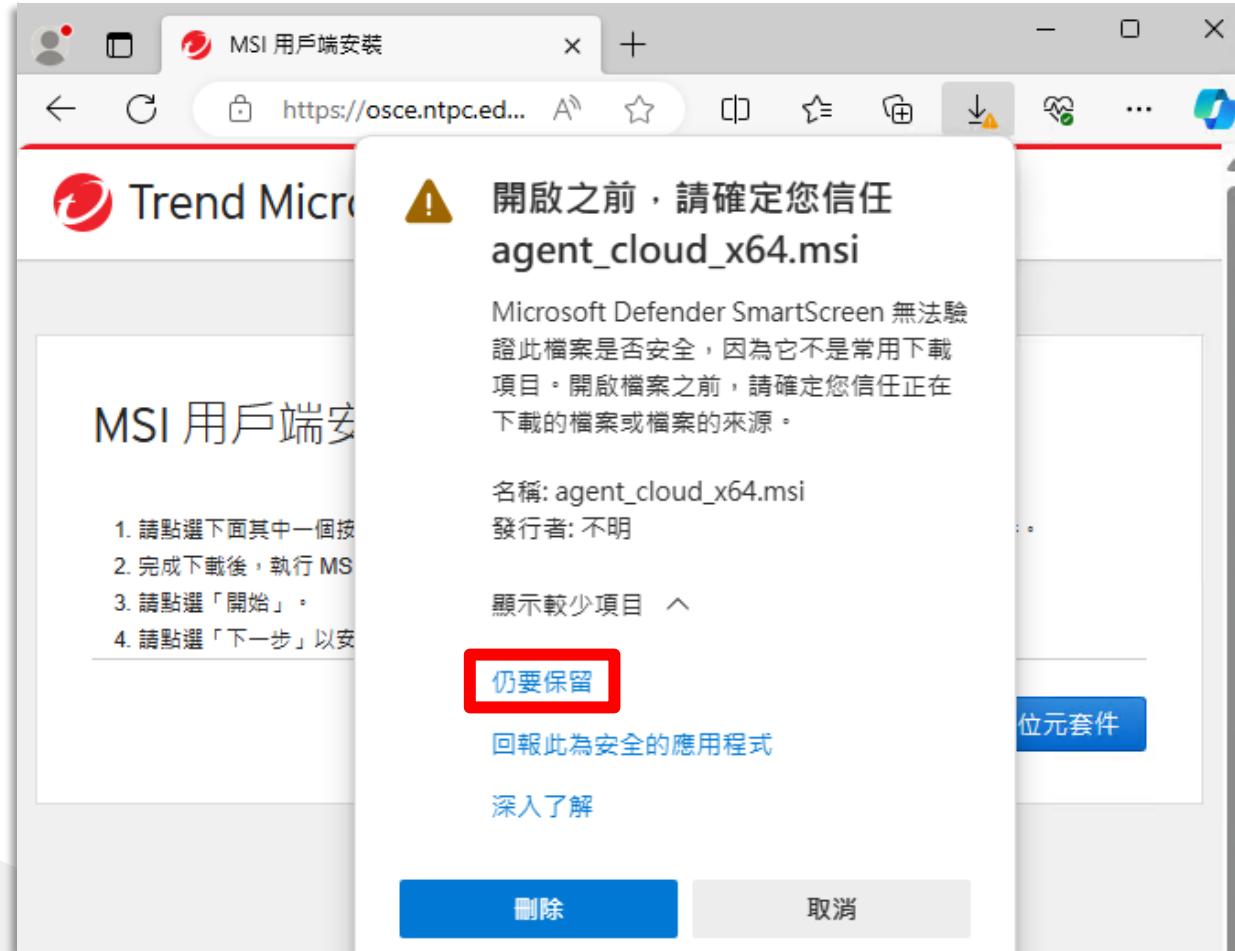 MSI 用戶端安裝
https://osce.ntpc.ed...
Trend Micro
開啟之前，請確定您信任
agent_cloud_x64.msi
Microsoft Defender SmartScreen 無法驗
證此檔案是否安全，因為它不是常用下載
項目。開啟檔案之前，請確定您信任正在
下載的檔案或檔案的來源。
名稱: agent_cloud_x64.msi
發行者: 不明
顯示較少項目
仍要保留
回報此為安全的應用程式
深入了解
刪除 取消
MSI 用戶端安
1. 請點選下面其中一個按
2. 完成下載後，執行 MS
3. 請點選「開始」。
4. 請點選「下一步」以安
位元套件